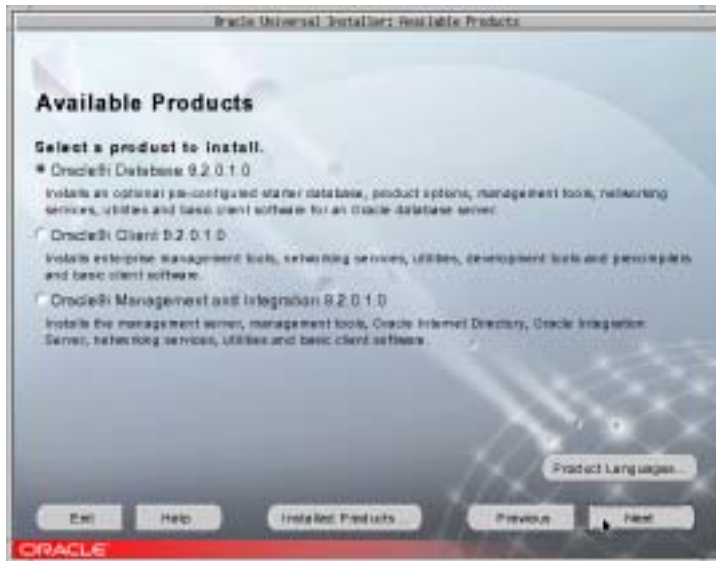 Oracle Universal Installer: Available Products
Available Products
Select a product to install.
Oracle9i Database 9.2.0.1.0
Installs an optional pre-configured starter database, product options, management tools, networking
services, utilities and basic client software for an Oracle database server.
Oracle9i Client 9.2.0.1.0
Installs enterprise management tools, networking services, utilities, development tools and precompilers
and basic client software.
Oracle9i Management and Integration 9.2.0.1.0
Installs the management server, management tools, Oracle Internet Directory, Oracle Integration
Server, networking services, utilities and basic client software.
Product Languages...
Exit
Help
Installed Products...
Previous
Next
ORACLE